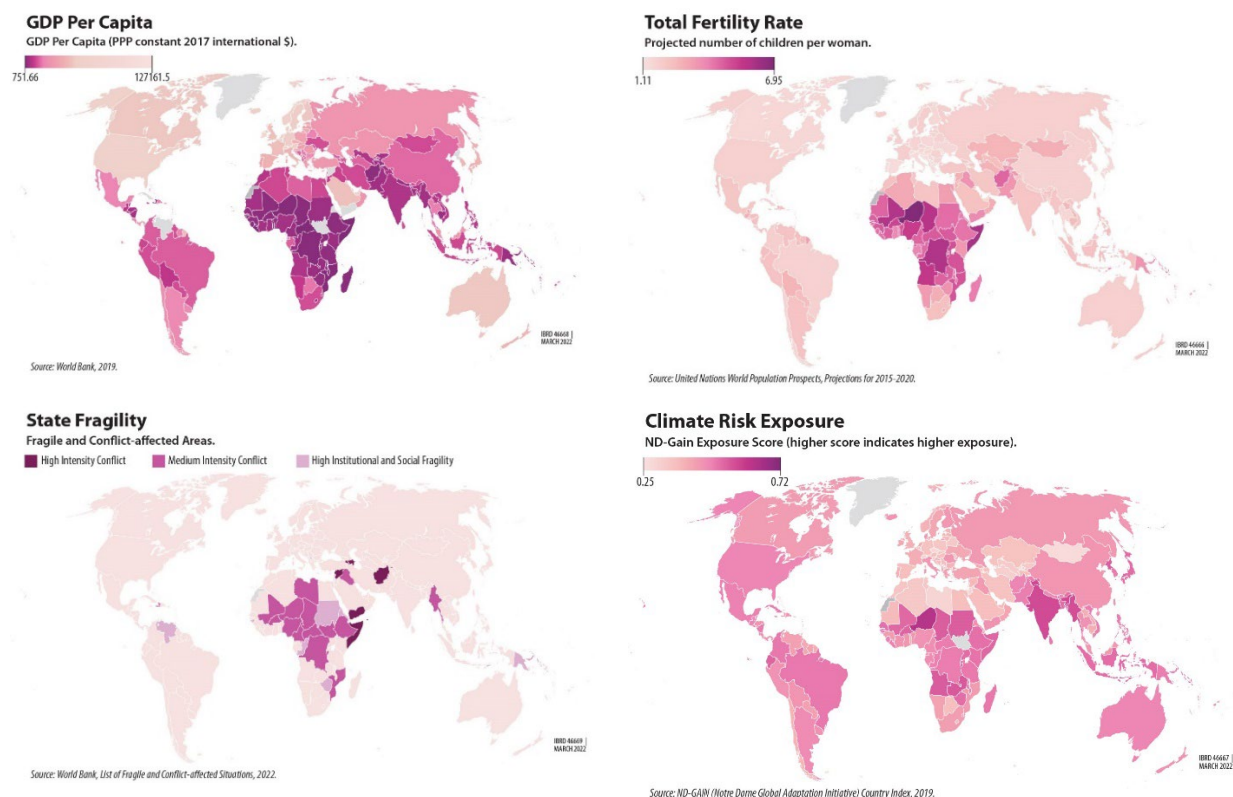 GDP Per Capita
GDP Per Capita (PPP constant 2017 international $).
751.66 127161.5
IBRD 46668 |
MARCH 2022
Source: World Bank, 2019.
Total Fertility Rate
Projected number of children per woman.
1.11 6.95
IBRD 46666 |
MARCH 2022
Source: United Nations World Population Prospects, Projections for 2015-2020.
State Fragility
Fragile and Conflict-affected Areas.
High Intensity Conflict Medium Intensity Conflict High Institutional and Social Fragility
IBRD 46669 |
MARCH 2022
Source: World Bank, List of Fragile and Conflict-affected Situations, 2022.
Climate Risk Exposure
ND-Gain Exposure Score (higher score indicates higher exposure).
0.25 0.72
IBRD 46667 |
MARCH 2022
Source: ND-GAIN (Notre Dame Global Adaptation Initiative) Country Index, 2019.